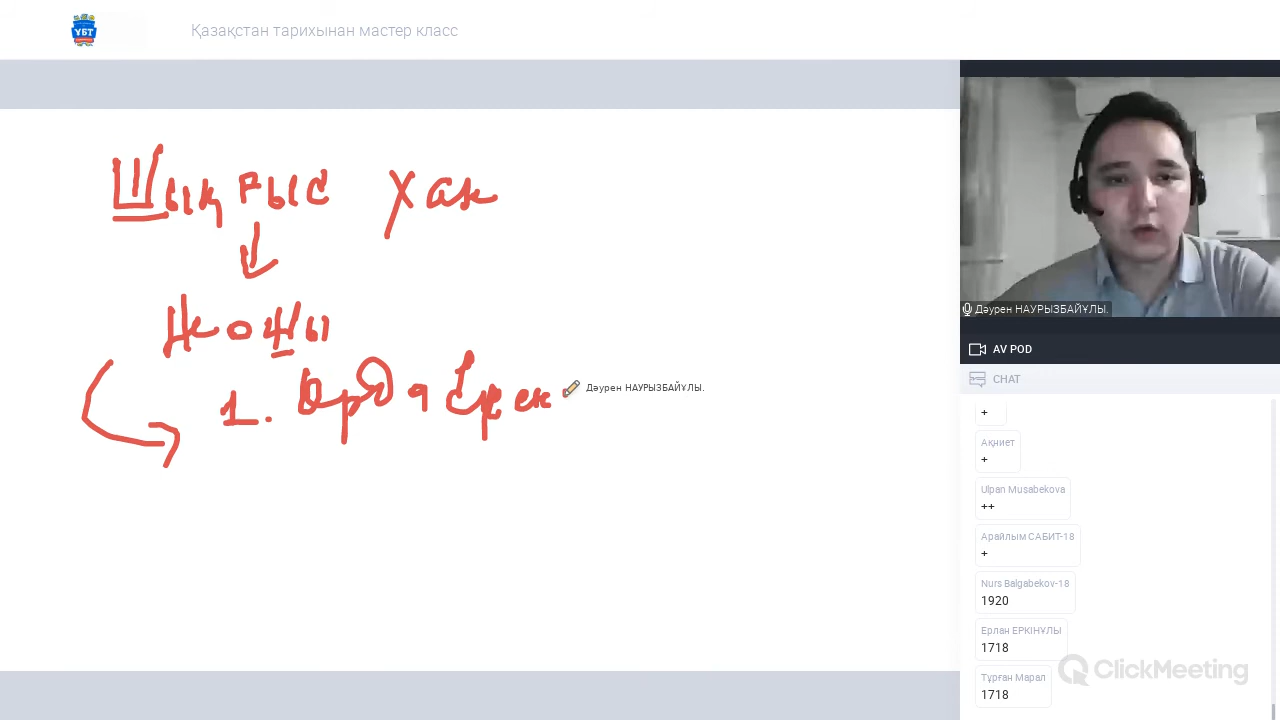 ҰБТ
Қазақстан тарихынан мастер класс
Шыңғыс хан
Жошы
1. Орда Ежен
Дәурен НАУРЫЗБАЙҰЛЫ.
Дәурен НАУРЫЗБАЙҰЛЫ.
AV POD
CHAT
+
Ақниет
+
Ulpan Musabekova
++
Арайлым САБИТ-18
+
Nurs Balgabekov-18
1920
Ерлан ЕРКІНҰЛЫ
1718
Тұрған Марал
1718
ClickMeeting